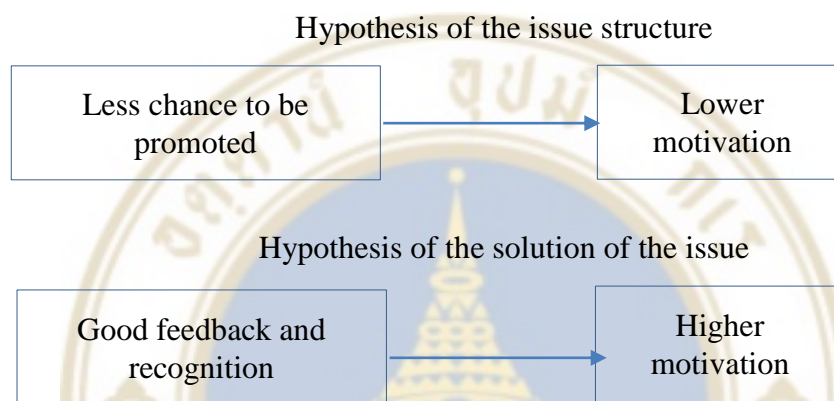 Hypothesis of the issue structure
Less chance to be
promoted
Lower
motivation
Hypothesis of the solution of the issue
Good feedback and
recognition
Higher
motivation